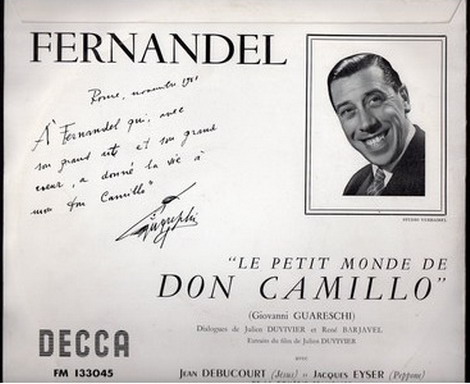 FERNANDEL
Rome, novembre 1951
À Fernandel qui, avec
son grand et son grand
cœur, a donné la vie à
mon Don Camillo"
Guareschi
STUDIO
"LE PETIT MONDE DE
DON CAMILLO"
(Giovanni GUARESCHI)
Dialogues de Julien DUVIVIER et René BARJAVEL
Extraits du film de Julien DUVIVIER
avec
DECCA
FM 133045
Jean DEBUCOURT (Jésus) Jacques EYSER (Peppone)